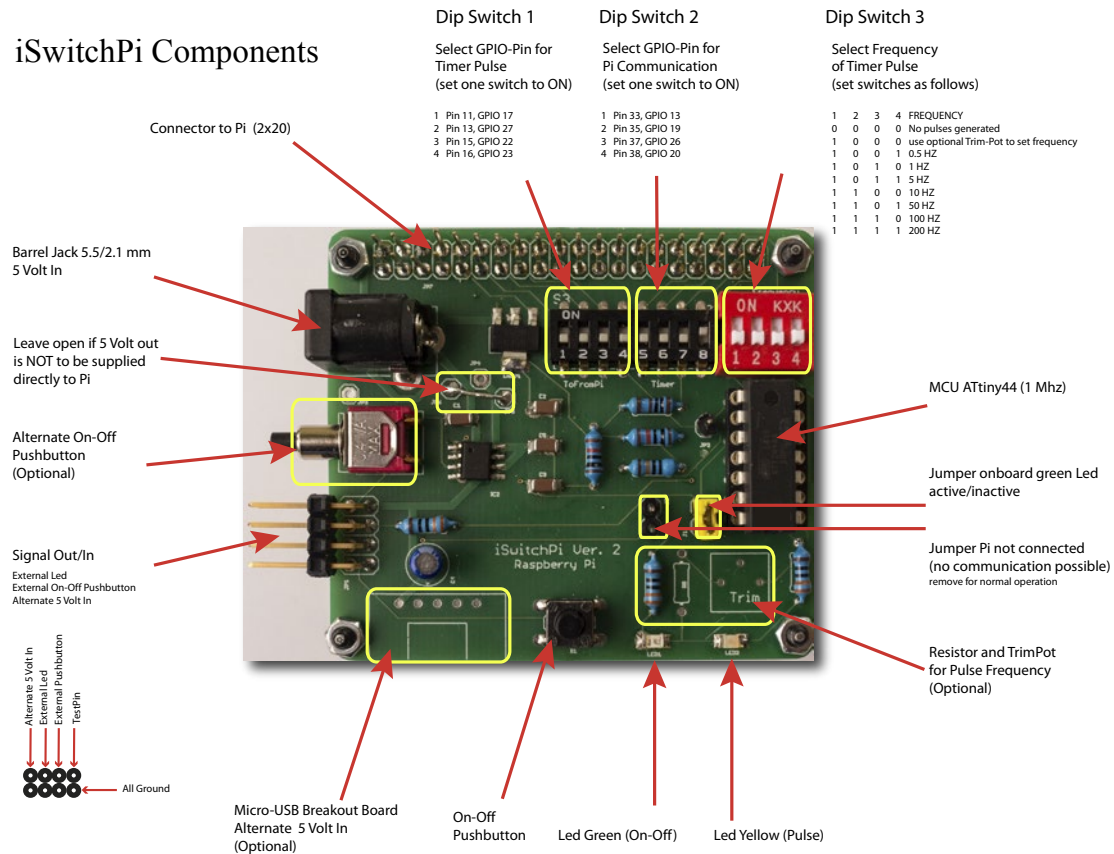 iSwitchPi Components
Dip Switch 1
Select GPIO-Pin for
Timer Pulse
(set one switch to ON)
1 Pin 11, GPIO 17
2 Pin 13, GPIO 27
3 Pin 15, GPIO 22
4 Pin 16, GPIO 23
Dip Switch 2
Select GPIO-Pin for
Pi Communication
(set one switch to ON)
1 Pin 33, GPIO 13
2 Pin 35, GPIO 19
3 Pin 37, GPIO 26
4 Pin 38, GPIO 20
Dip Switch 3
Select Frequency
of Timer Pulse
(set switches as follows)
1 2 3 4 FREQUENCY
0 0 0 0 No pulses generated
1 0 0 0 use optional Trim-Pot to set frequency
1 0 0 1 0.5 HZ
1 0 1 0 1 HZ
1 0 1 1 5 HZ
1 1 0 0 10 HZ
1 1 0 1 50 HZ
1 1 1 0 100 HZ
1 1 1 1 200 HZ
Connector to Pi (2x20)
Barrel Jack 5.5/2.1 mm
5 Volt In
Leave open if 5 Volt out
is NOT to be supplied
directly to Pi
Alternate On-Off
Pushbutton
(Optional)
Signal Out/In
External Led
External On-Off Pushbutton
Alternate 5 Volt In
Alternate 5 Volt In
External Led
External Pushbutton
TestPin
All Ground
S3
ON
1 2 3 4
5 6 7 8
ToFromPi
Timer
ON KXK
1 2 3 4
iSwitchPi Ver. 2
Raspberry Pi
Trim
LED1
LED2
MCU ATtiny44 (1 Mhz)
Jumper onboard green Led
active/inactive
Jumper Pi not connected
(no communication possible)
remove for normal operation
Resistor and TrimPot
for Pulse Frequency
(Optional)
Micro-USB Breakout Board
Alternate 5 Volt In
(Optional)
On-Off
Pushbutton
Led Green (On-Off)
Led Yellow (Pulse)